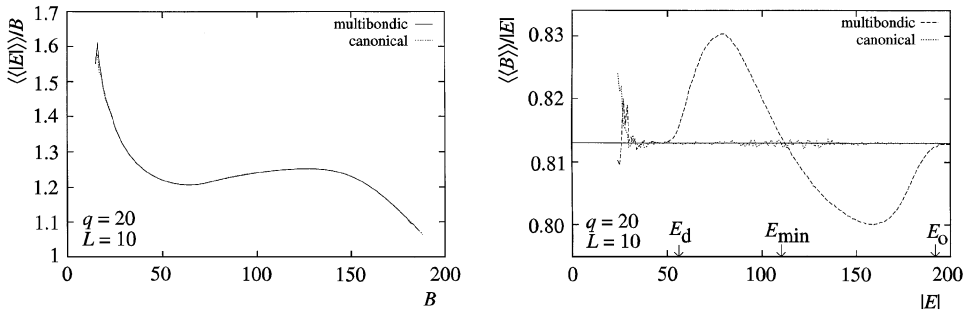 ⟨⟨|E|⟩⟩/B
1.7
1.6
1.5
1.4
1.3
1.2
1.1
1
multibondic
canonical
q = 20
L = 10
0 50 100 150 200
B
⟨⟨B⟩⟩/|E|
0.83
0.82
0.81
0.80
multibondic
canonical
q = 20
L = 10
E_d E_min E_o
0 50 100 150 200
|E|